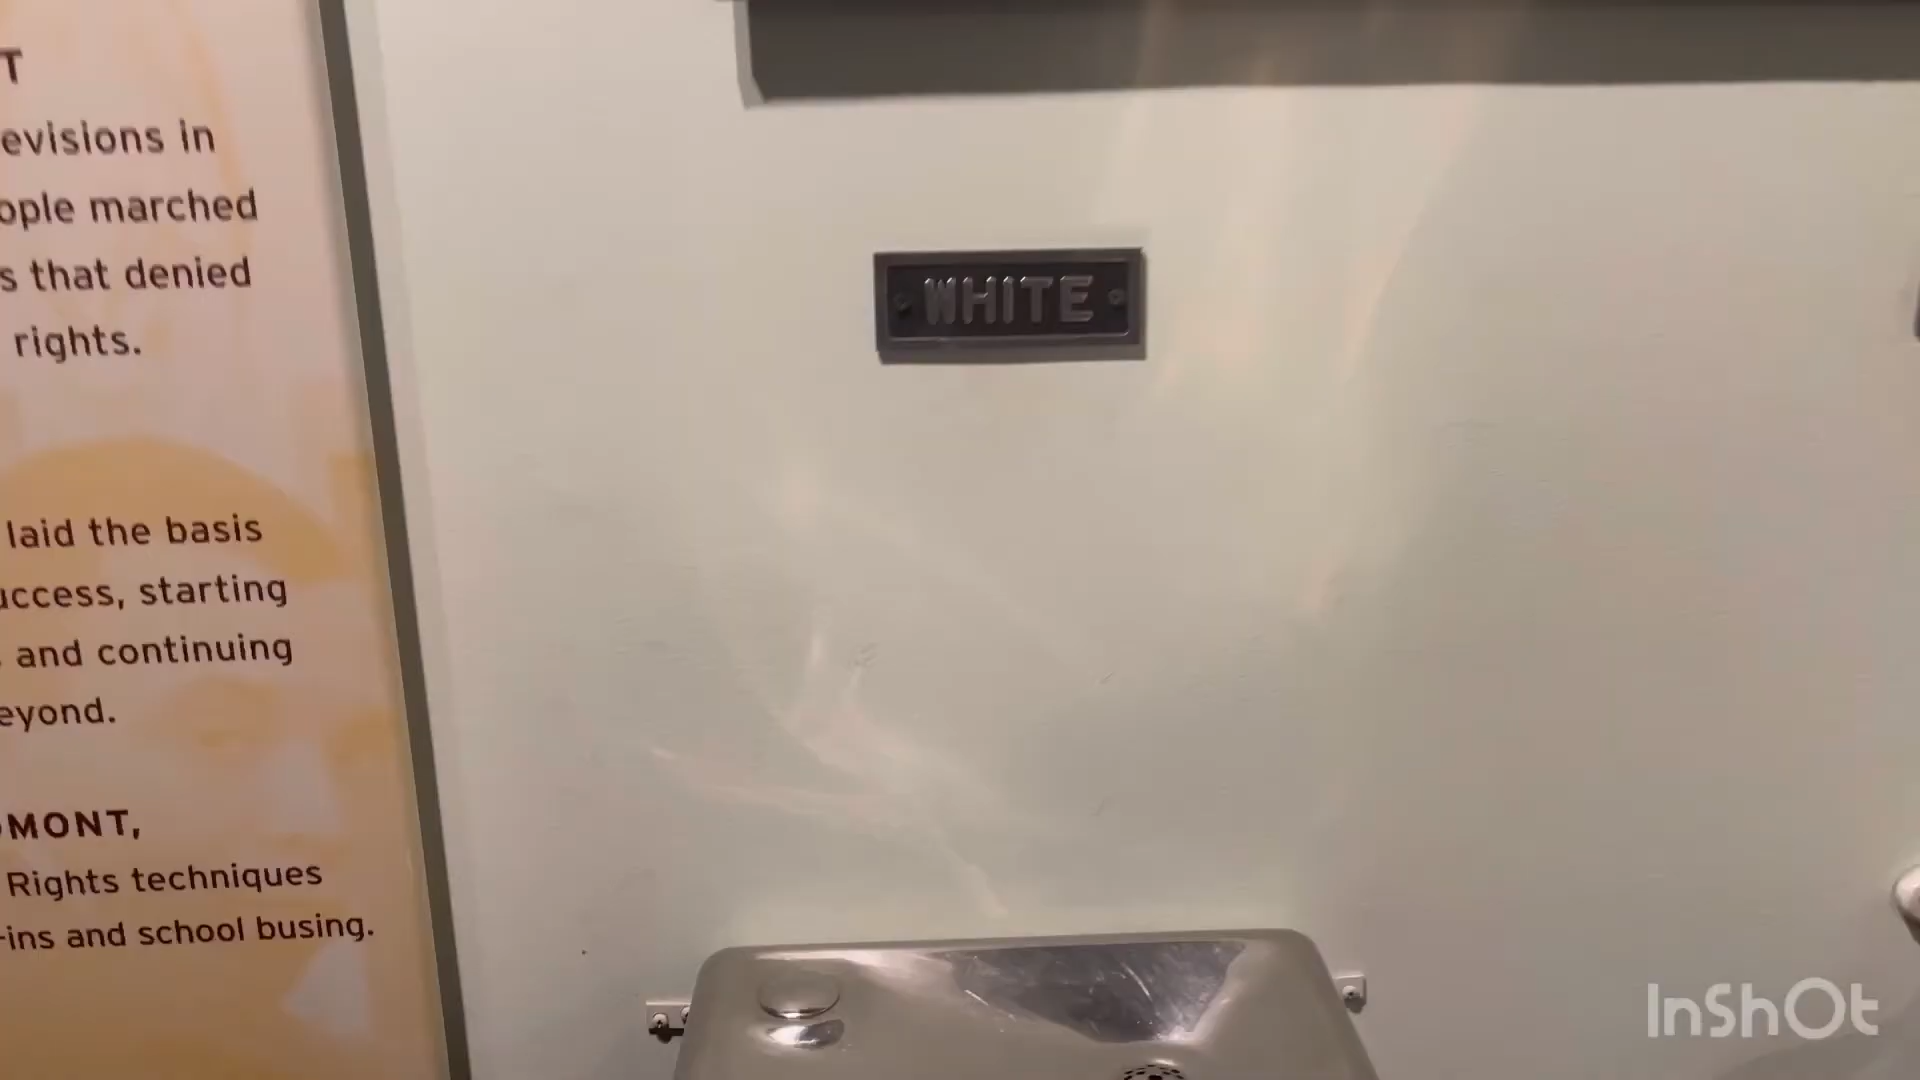 T
evisions in
ople marched
s that denied
rights.
laid the basis
uccess, starting
and continuing
eyond.
MONT,
Rights techniques
-ins and school busing.
WHITE
InShOt